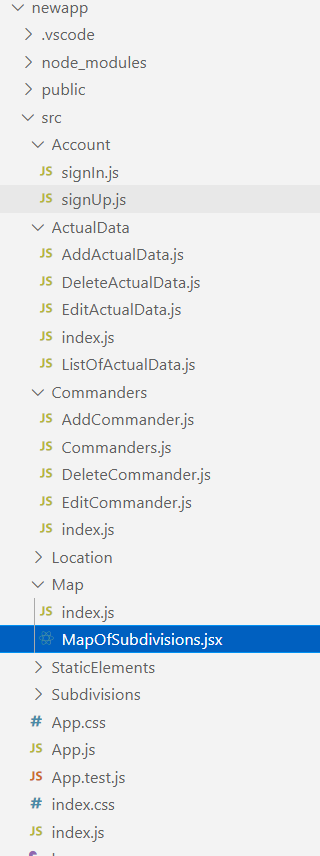 newapp
.vscode
node_modules
public
src
Account
JS signIn.js
JS signUp.js
ActualData
JS AddActualData.js
JS DeleteActualData.js
JS EditActualData.js
JS index.js
JS ListOfActualData.js
Commanders
JS AddCommander.js
JS Commanders.js
JS DeleteCommander.js
JS EditCommander.js
JS index.js
Location
Map
JS index.js
MapOfSubdivisions.jsx
StaticElements
Subdivisions
# App.css
JS App.js
JS App.test.js
# index.css
JS index.js